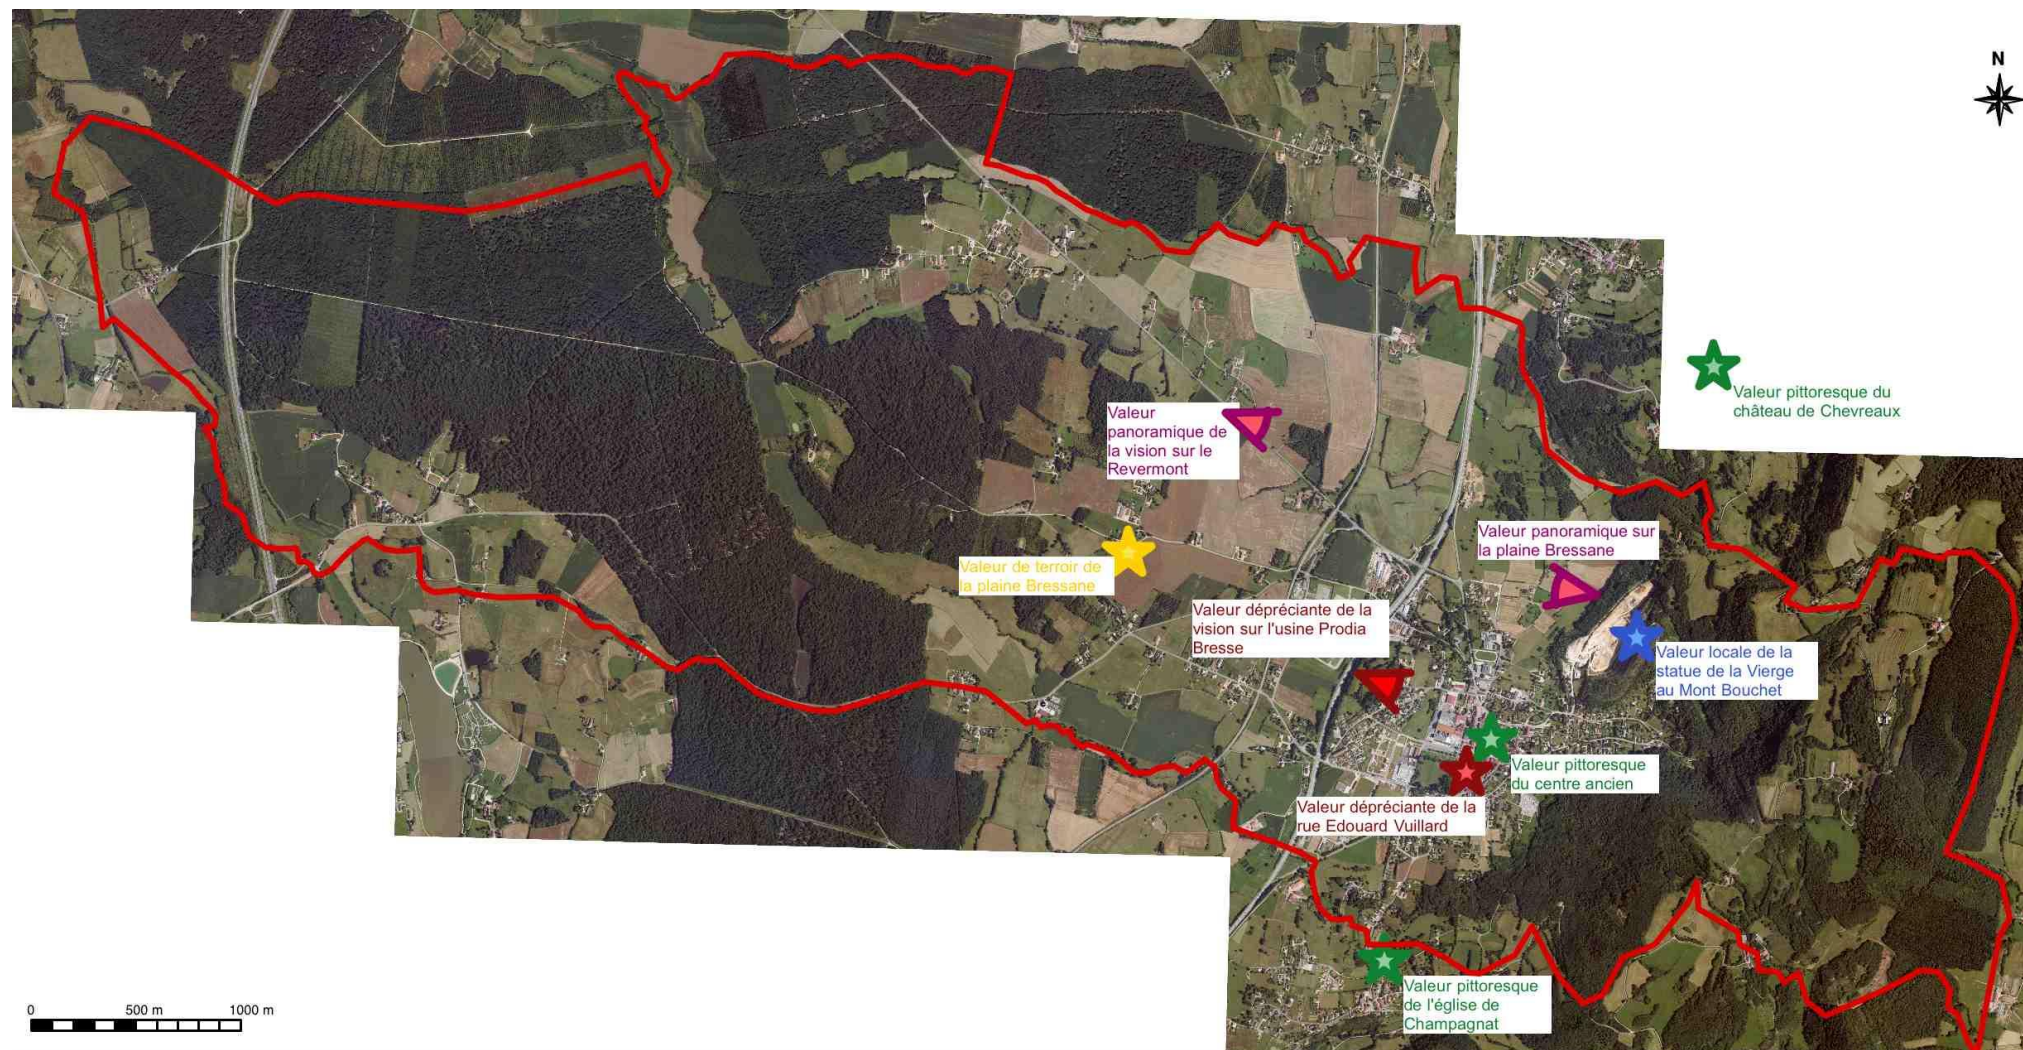 N
Valeur pittoresque du
château de Chevreaux
Valeur
panoramique de
la vision sur le
Revermont
Valeur panoramique sur
la plaine Bressane
Valeur de terroir de
la plaine Bressane
Valeur dépréciante de la
vision sur l'usine Prodia
Bresse
Valeur locale de la
statue de la Vierge
au Mont Bouchet
Valeur pittoresque
du centre ancien
Valeur dépréciante de la
rue Edouard Vuillard
Valeur pittoresque
de l'église de
Champagnat
0 500 m 1000 m